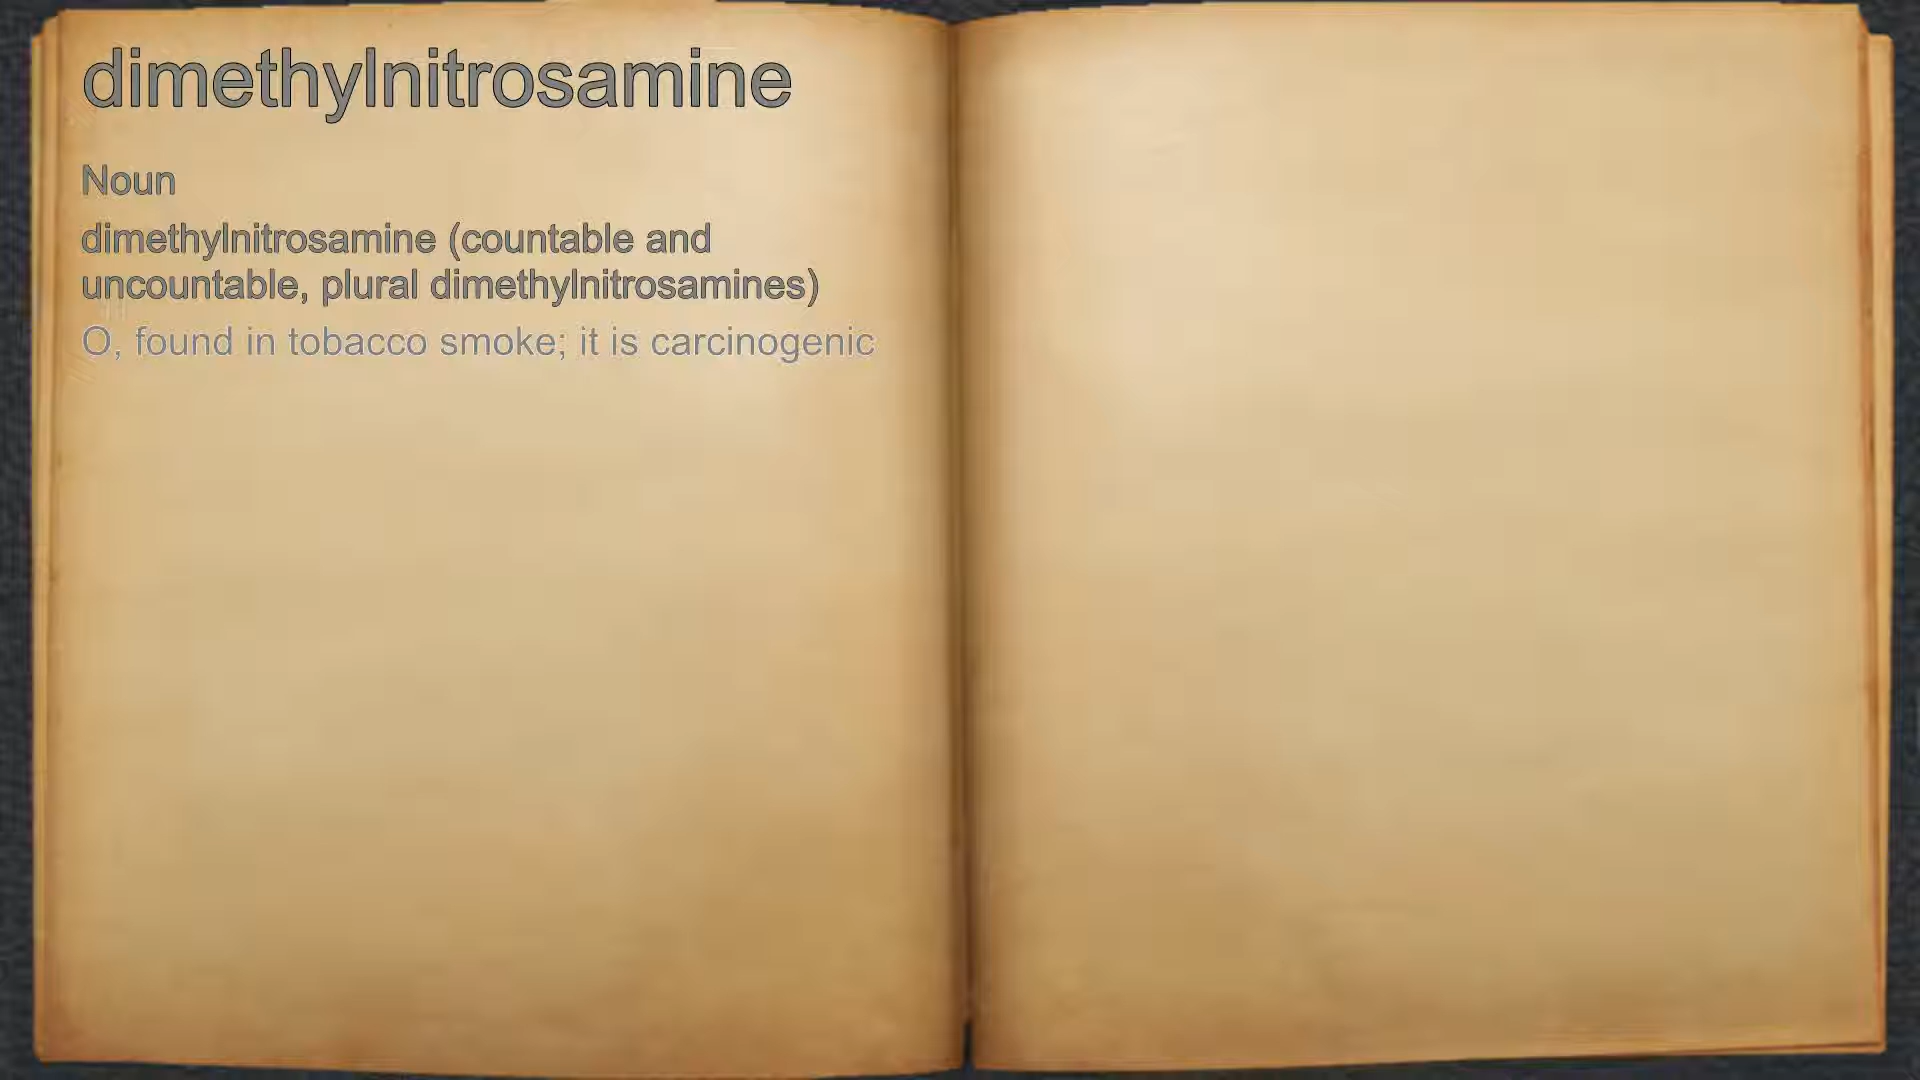 dimethylnitrosamine
Noun
dimethylnitrosamine (countable and
uncountable, plural dimethylnitrosamines)
O, found in tobacco smoke; it is carcinogenic